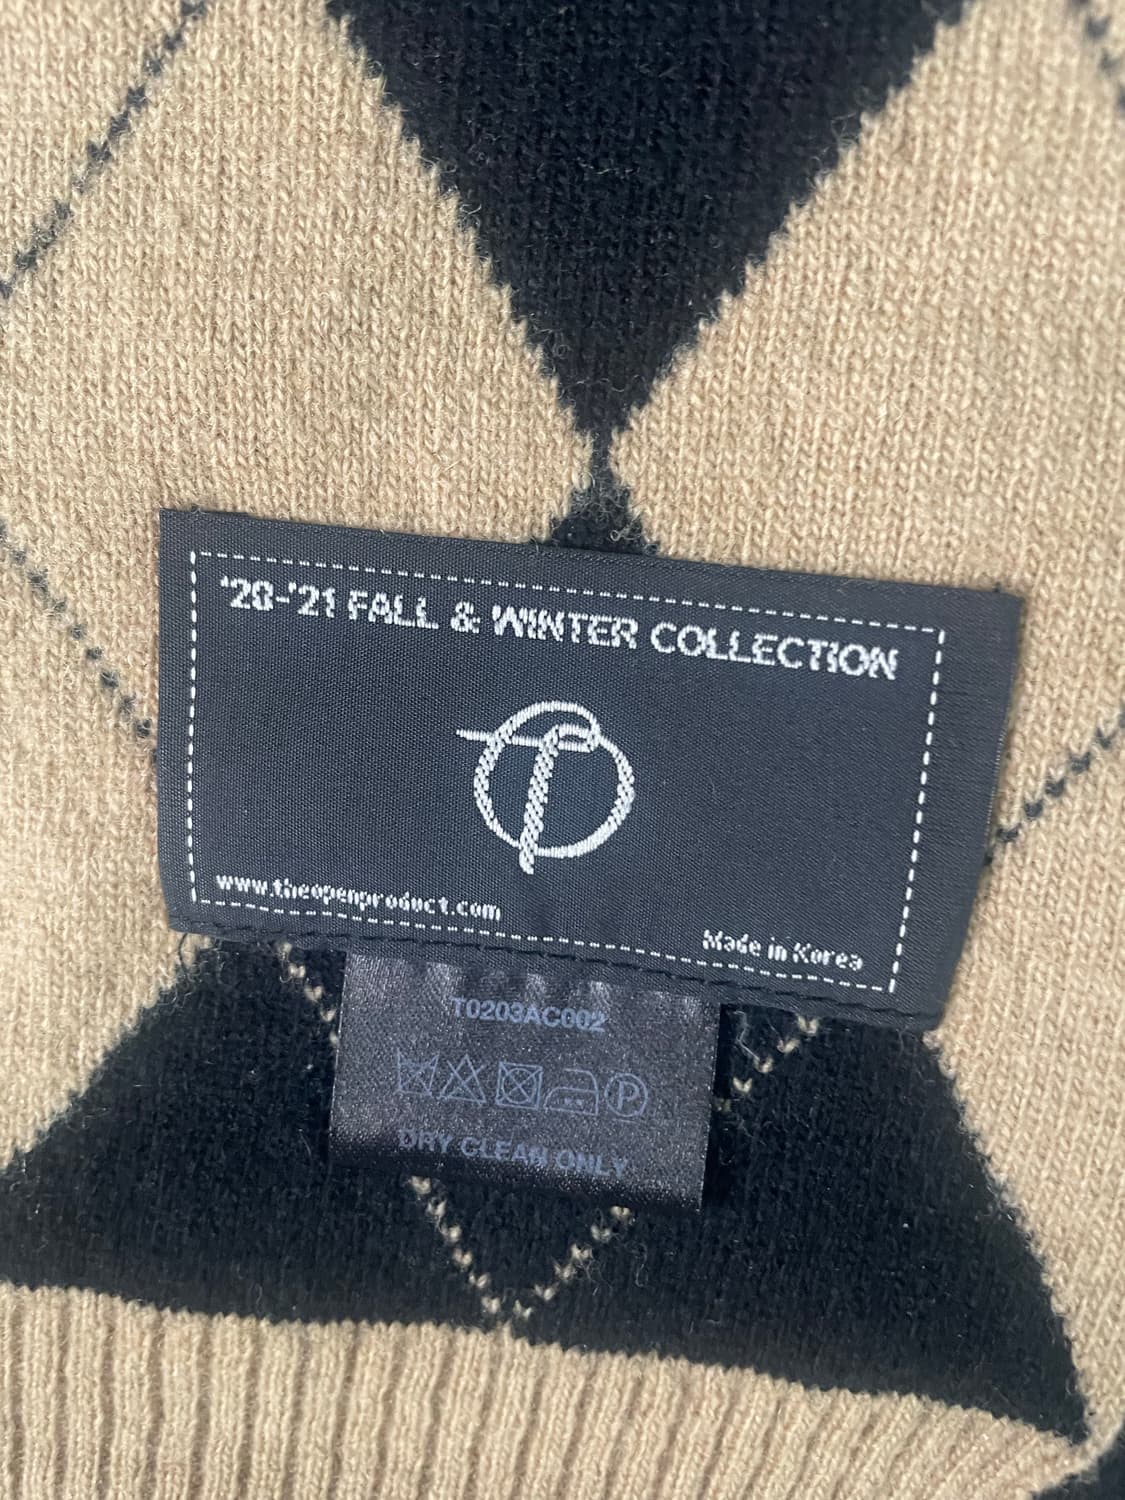 '20-'21 FALL & WINTER COLLECTION
www.theopenproduct.com
Made in Korea
T0203AC002
P
DRY CLEAN ONLY